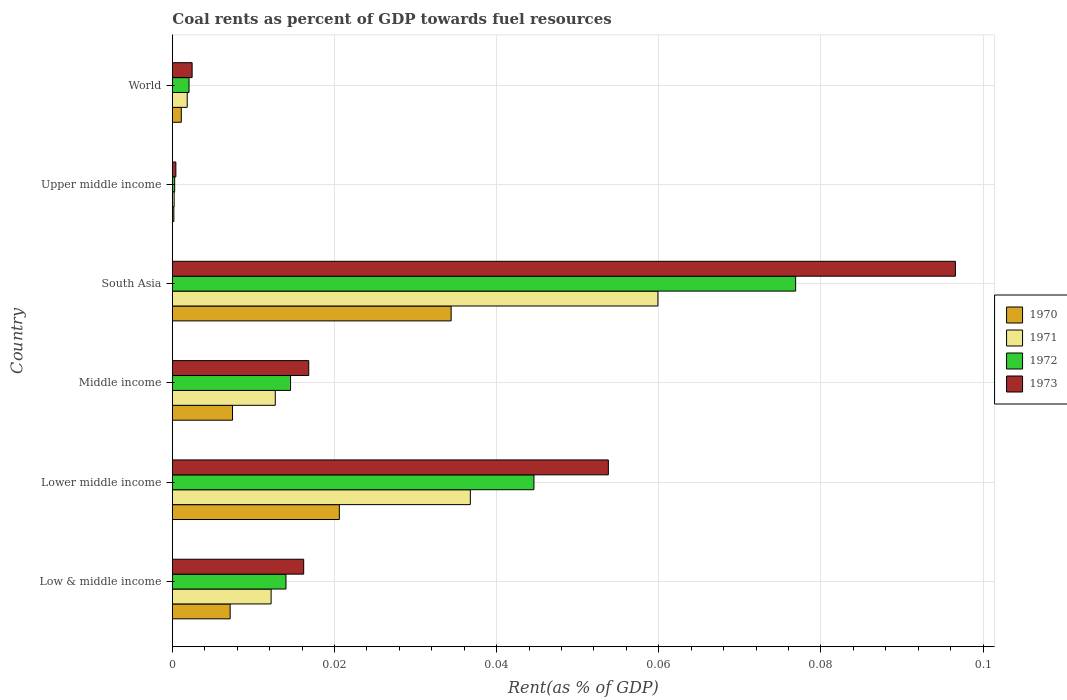 Coal rents as percent of GDP towards fuel resources
World
Upper middle income
South Asia
Middle income
Lower middle income
Low & middle income
Country
0
0.02
0.04
0.06
0.08
0.1
Rent(as % of GDP)
1970
1971
1972
1973